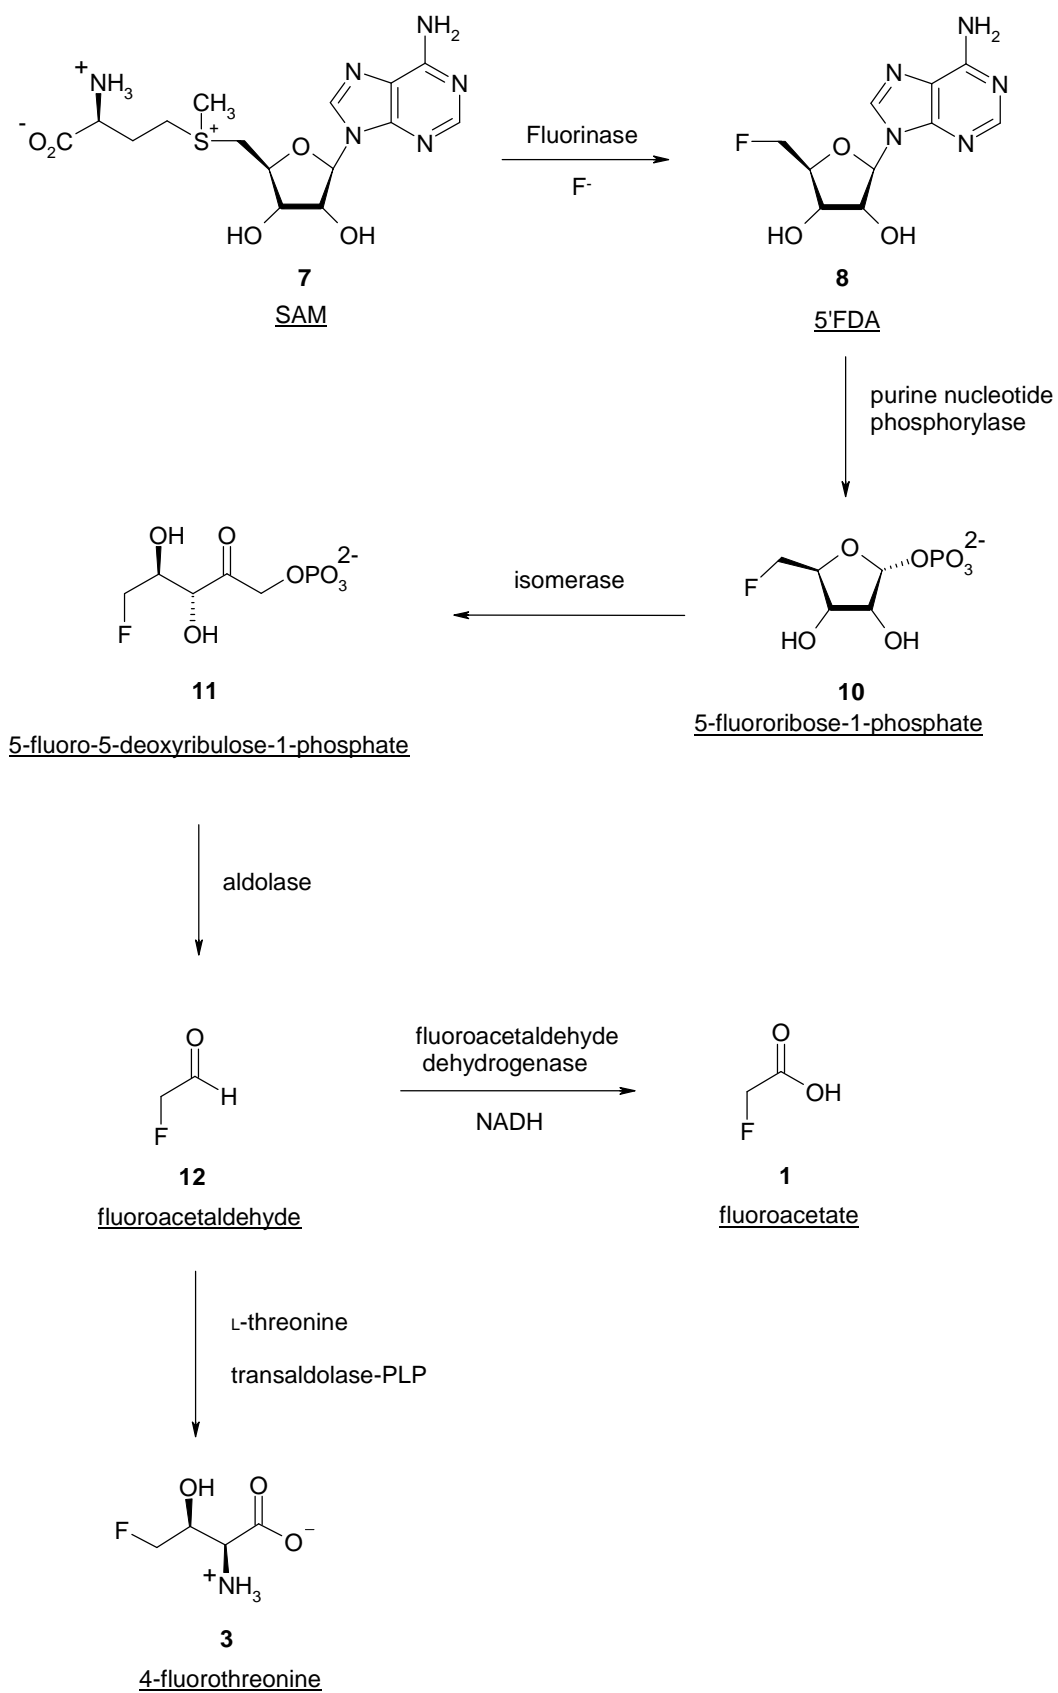 NH2
+
NH3
CH3
N
N
-
O2C
S+
O
N
N
HO
OH
7
SAM
Fluorinase
F-
NH2
N
N
F
O
N
N
HO
OH
8
5'FDA
purine nucleotide
phosphorylase
OH
O
OPO3 2-
F
OH
11
5-fluoro-5-deoxyribulose-1-phosphate
isomerase
O
OPO3 2-
F
HO
OH
10
5-fluororibose-1-phosphate
aldolase
O
H
F
12
fluoroacetaldehyde
fluoroacetaldehyde
dehydrogenase
NADH
O
OH
F
1
fluoroacetate
L-threonine
transaldolase-PLP
OH
O
F
O−
+NH3
3
4-fluorothreonine